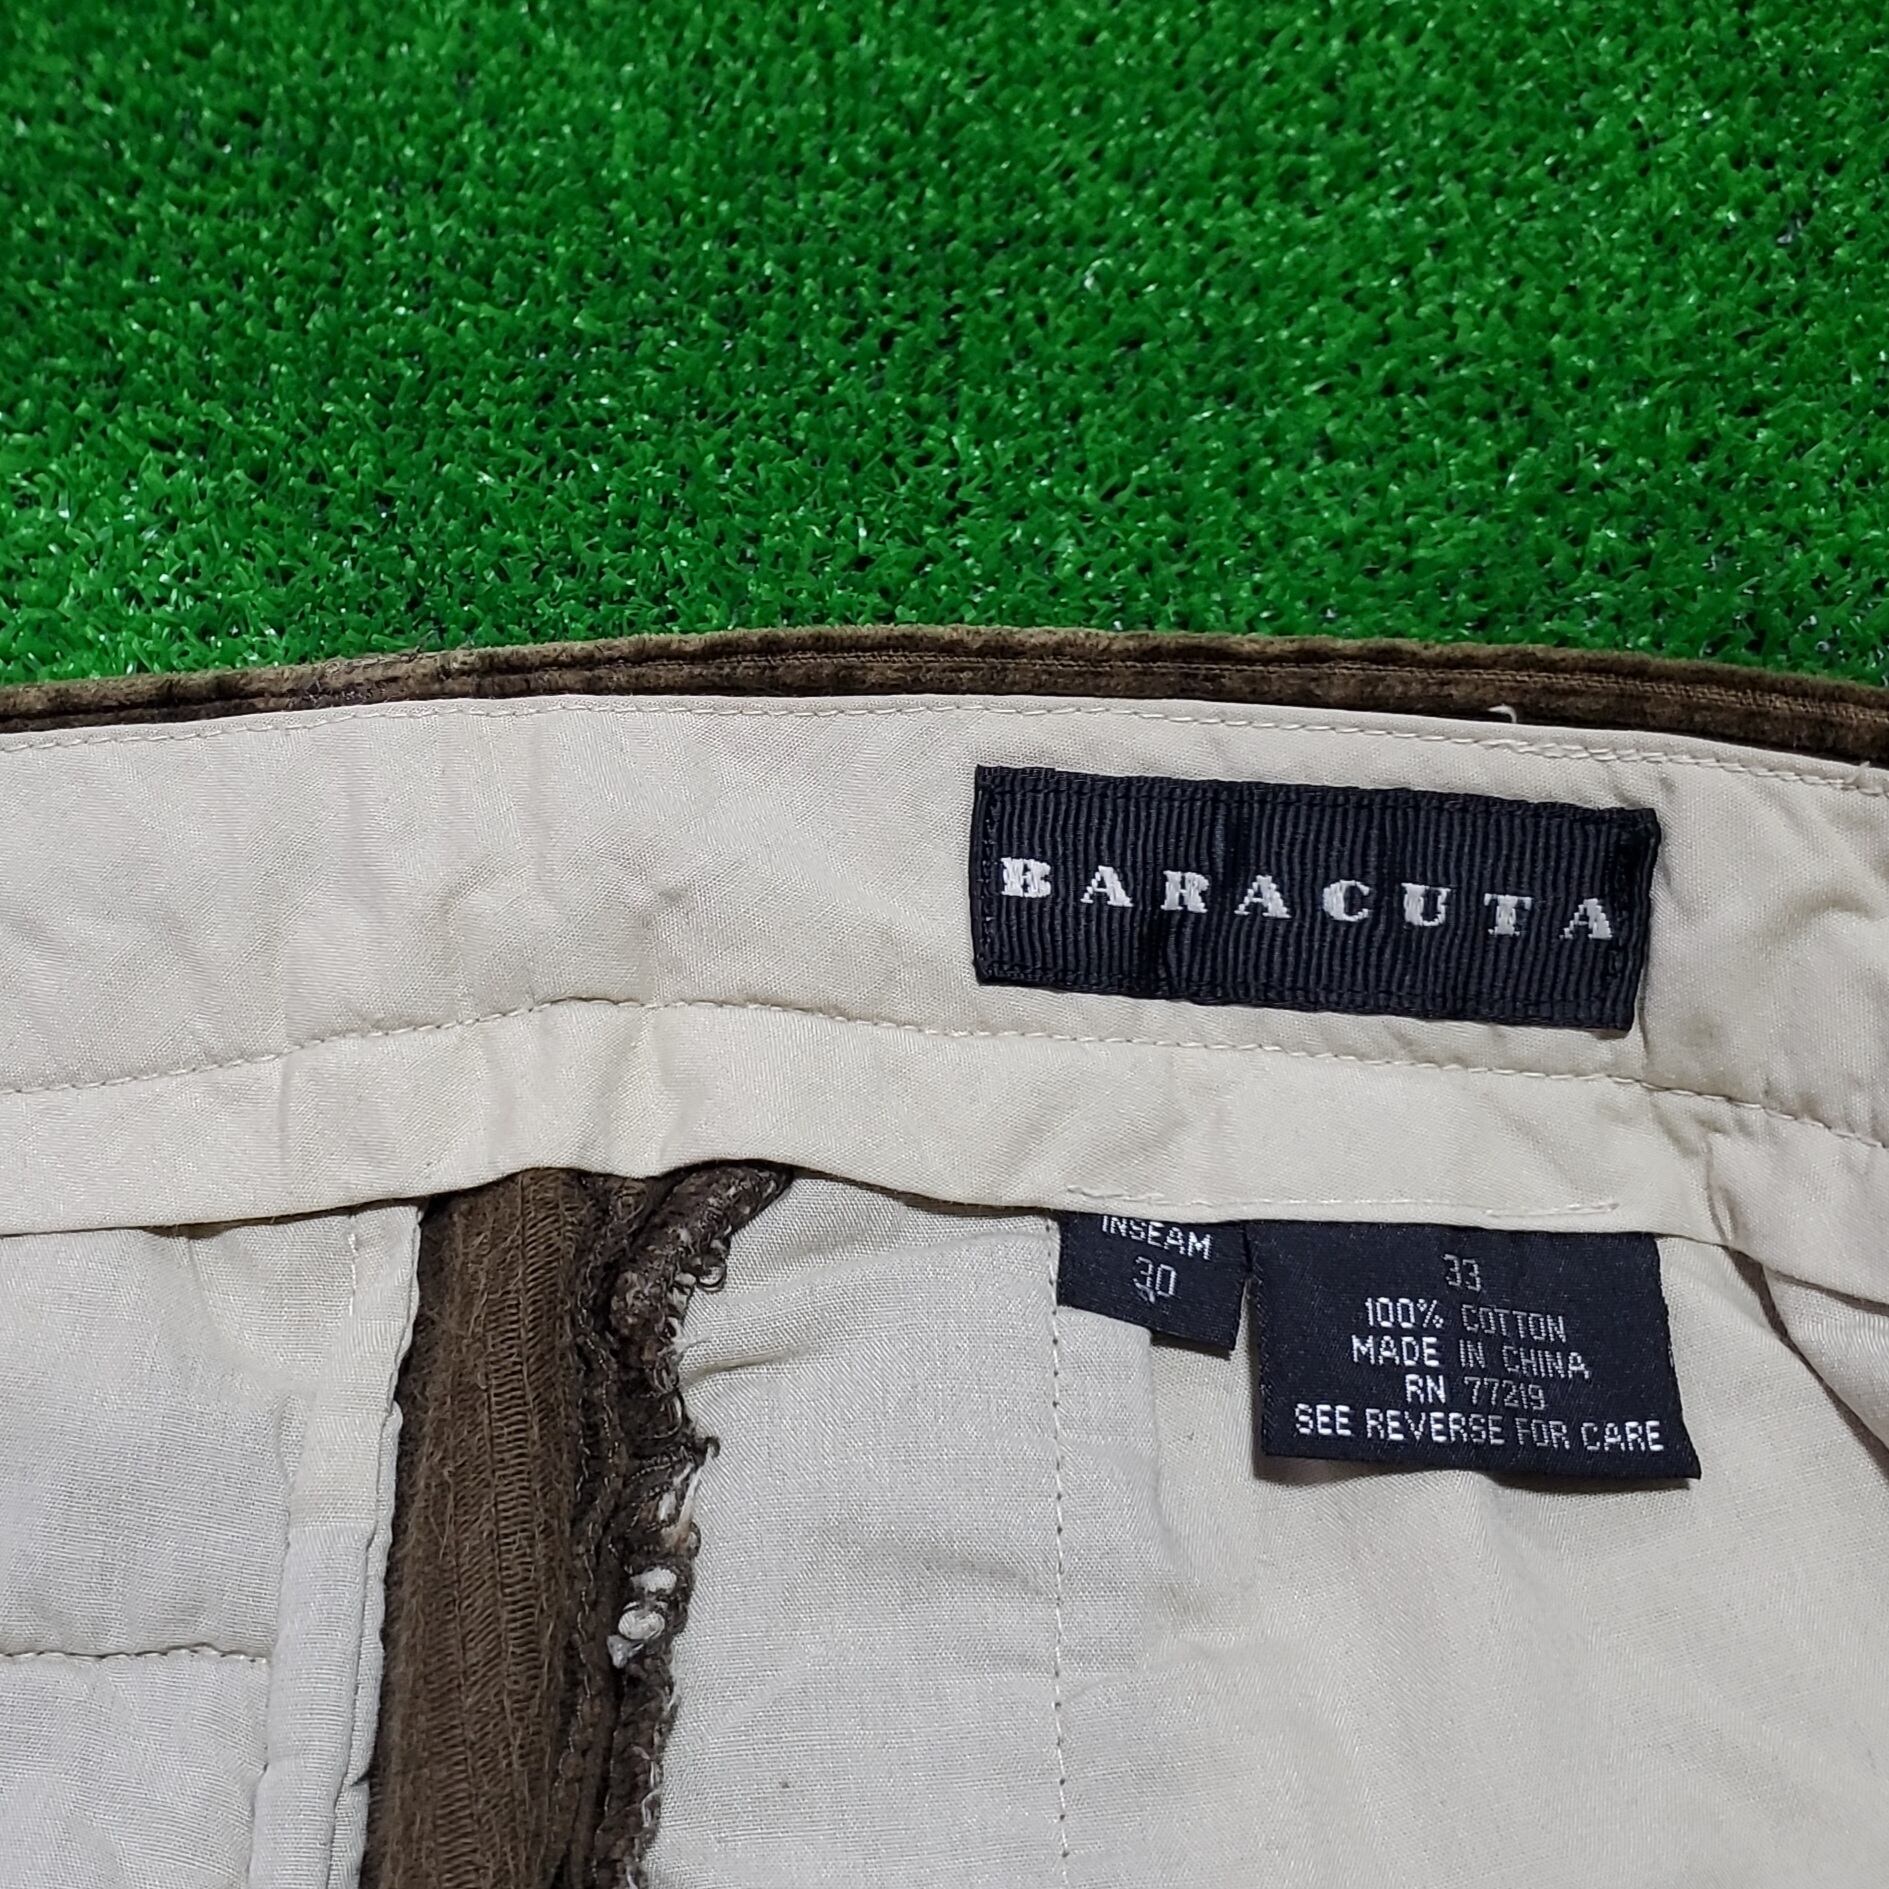 BARACUTA
INSEAM
30
33
100% COTTON
MADE IN CHINA
RN 77219
SEE REVERSE FOR CARE